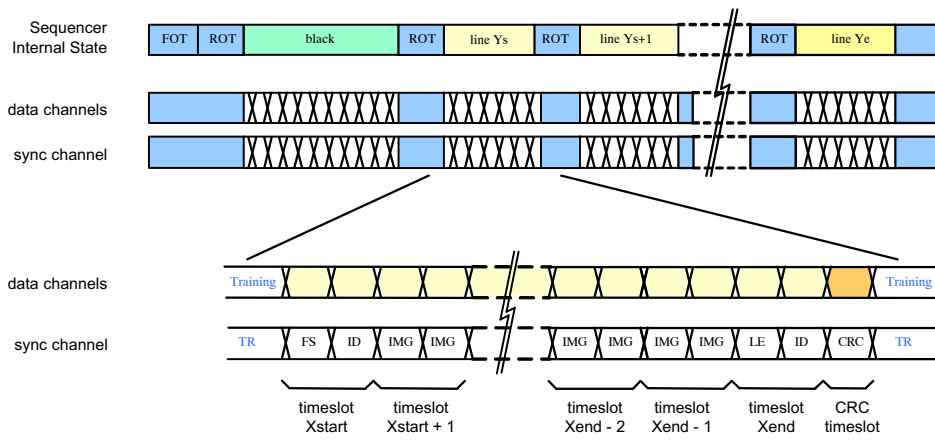 Sequencer
Internal State
FOT ROT black ROT line Ys ROT line Ys+1 ROT line Ye
data channels
sync channel
data channels
Training Training
sync channel
TR FS ID IMG IMG IMG IMG IMG IMG LE ID CRC TR
timeslot timeslot timeslot timeslot timeslot CRC
Xstart Xstart + 1 Xend - 2 Xend - 1 Xend timeslot